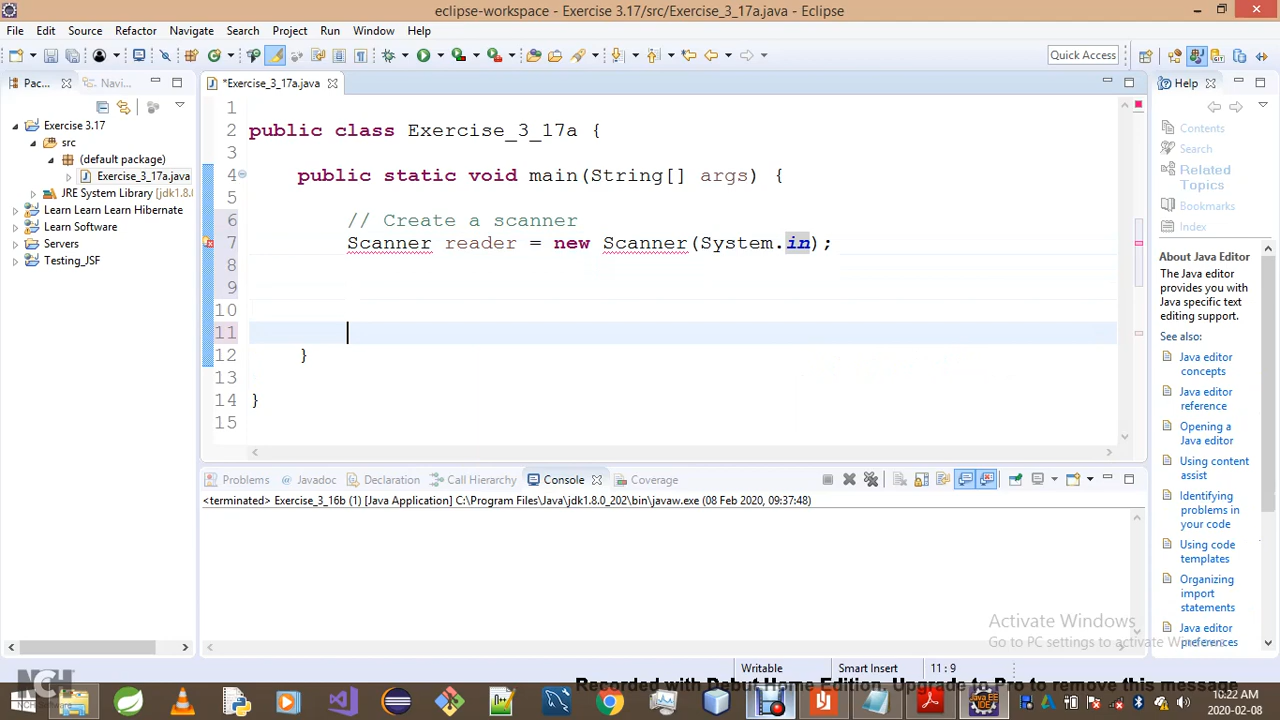 eclipse-workspace - Exercise 3.17/src/Exercise_3_17a.java - Eclipse
File Edit Source Refactor Navigate Search Project Run Window Help
Quick Access
Pac... Navi... *Exercise_3_17a.java Help
Exercise 3.17
src
(default package)
Exercise_3_17a.java
JRE System Library [jdk1.8.0
Learn Learn Learn Hibernate
Learn Software
Servers
Testing_JSF
1
2 public class Exercise_3_17a {
3
4 public static void main(String[] args) {
5
6 // Create a scanner
7 Scanner reader = new Scanner(System.in);
8
9
10
11
12 }
13
14 }
15
Contents
Search
Related
Topics
Bookmarks
Index
About Java Editor
The Java editor
provides you with
Java specific text
editing support.
See also:
Java editor
concepts
Java editor
reference
Opening a
Java editor
Using content
assist
Identifying
problems in
your code
Using code
templates
Organizing
import
statements
Java editor
preferences
Problems Javadoc Declaration Call Hierarchy Console Coverage
<terminated> Exercise_3_16b (1) [Java Application] C:\Program Files\Java\jdk1.8.0_202\bin\javaw.exe (08 Feb 2020, 09:37:48)
Activate Windows
Go to PC settings to activate Windows.
Writable Smart Insert 11 : 9
NCH
Recorded with Debut Home Edition. Upgrade to Pro to remove this message
10:22 AM
2020-02-08